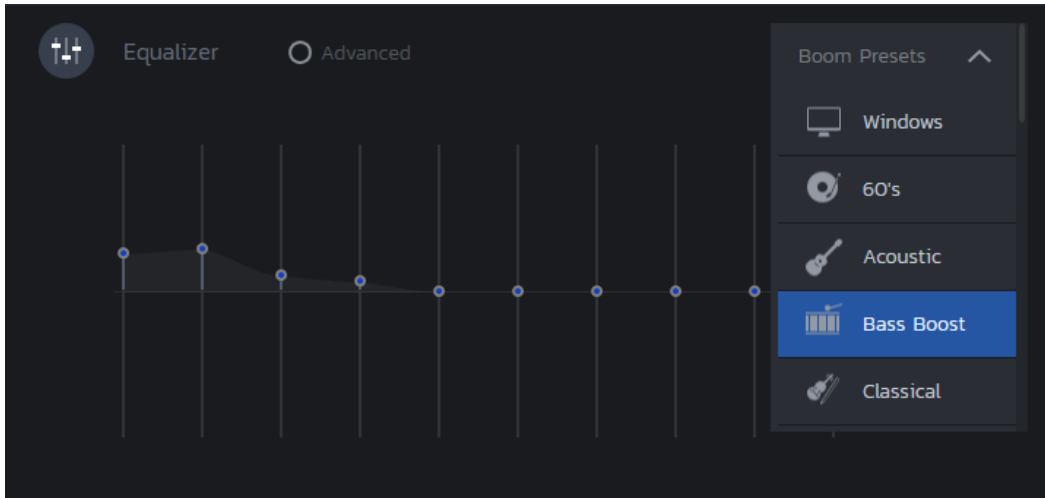 Equalizer
Advanced
Boom Presets
Windows
60's
Acoustic
Bass Boost
Classical